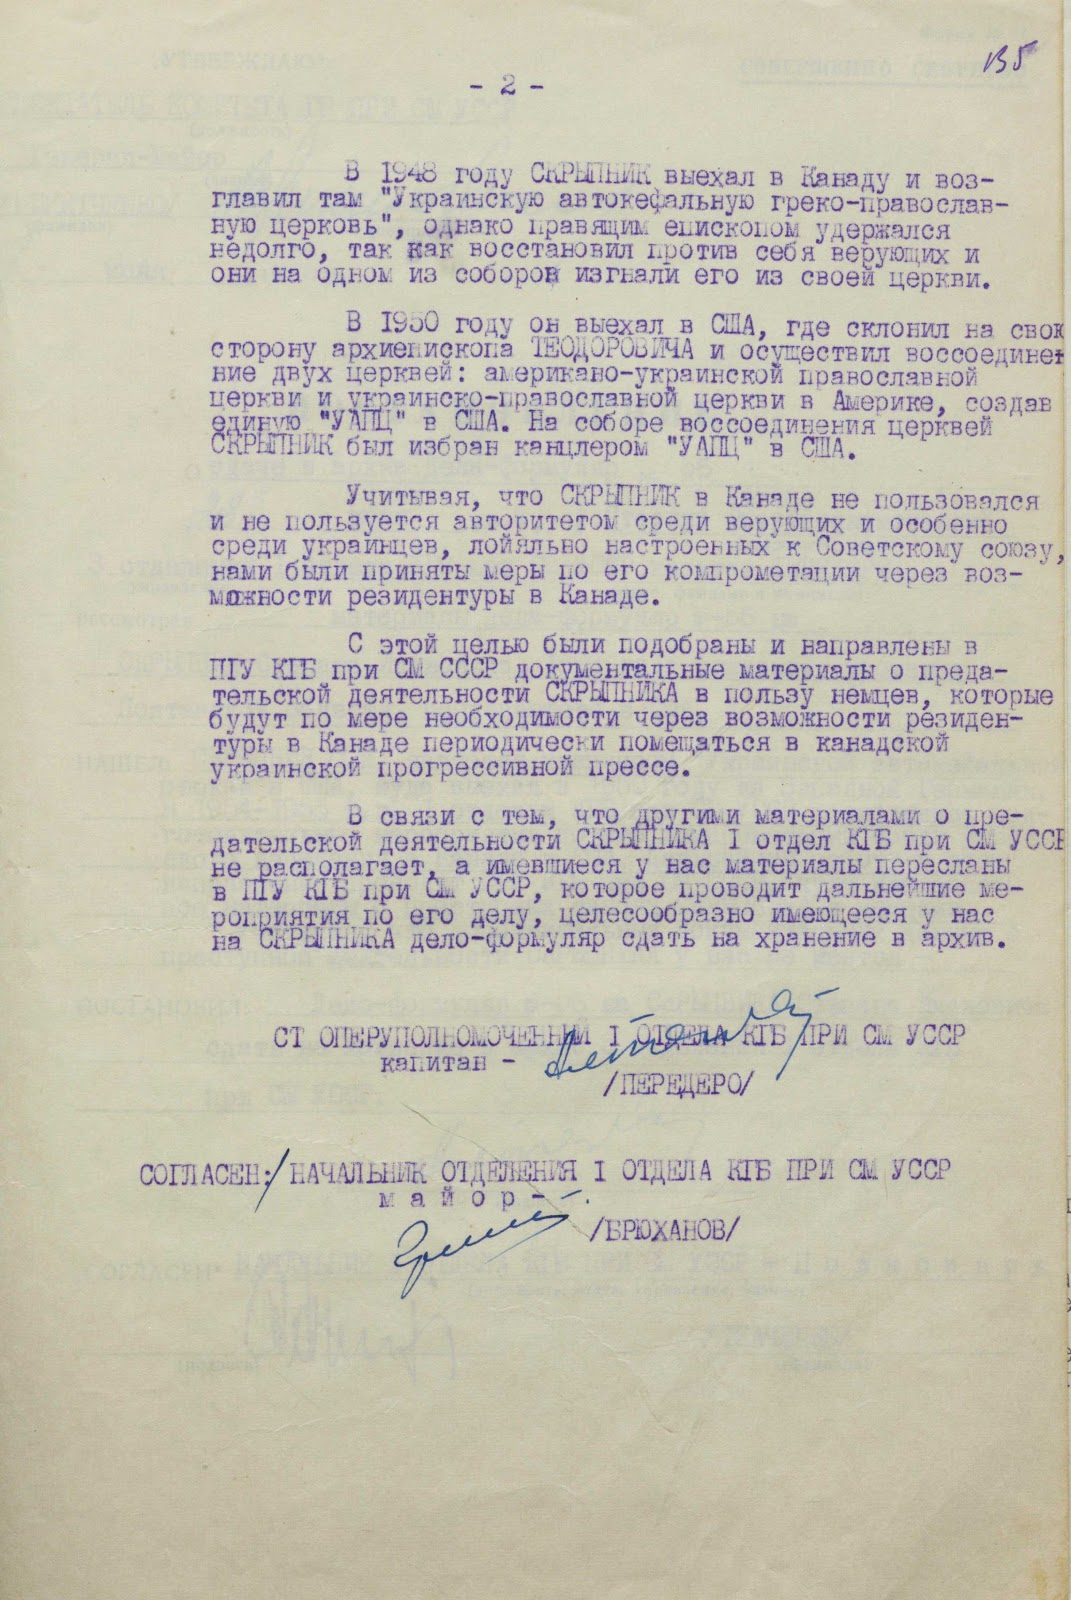 135
- 2 -
В 1948 году СКРЫПНИК выехал в Канаду и воз-
главил там "Украинскую автокефальную греко-православ-
ную церковь", однако правящим епископом удержался
недолго, так как восстановил против себя верующих и
они на одном из соборов изгнали его из своей церкви.
В 1950 году он выехал в США, где склонил на свою
сторону архиепископа ТЕОДОРОВИЧА и осуществил воссоедине-
ние двух церквей: американо-украинской православной
церкви и украинско-православной церкви в Америке, создав
единую "УАПЦ" в США. На соборе воссоединения церквей
СКРЫПНИК был избран канцлером "УАПЦ" в США.
Учитывая, что СКРЫПНИК в Канаде не пользовался
и не пользуется авторитетом среди верующих и особенно
среди украинцев, лойяльно настроенных к Советскому союзу,
нами были приняты меры по его компрометации через воз-
можности резидентуры в Канаде.
С этой целью были подобраны и направлены в
ПГУ КГБ при СМ СССР документальные материалы о преда-
тельской деятельности СКРЫПНИКА в пользу немцев, которые
будут по мере необходимости через возможности резиден-
туры в Канаде периодически помещаться в канадской
украинской прогрессивной прессе.
В связи с тем, что другими материалами о пре-
дательской деятельности СКРЫПНИКА I отдел КГБ при СМ УССР
не располагает, а имевшиеся у нас материалы пересланы
в ПГУ КГБ при СМ УССР, которое проводит дальнейшие ме-
роприятия по его делу, целесообразно имеющееся у нас
на СКРЫПНИКА дело-формуляр сдать на хранение в архив.
СТ ОПЕРУПОЛНОМОЧЕННЫЙ I ОТДЕЛА КГБ ПРИ СМ УССР
капитан -
/ПЕРЕДЕРО/
СОГЛАСЕН:/ НАЧАЛЬНИК ОТДЕЛЕНИЯ I ОТДЕЛА КГБ ПРИ СМ УССР
м а й о р -
/БРЮХАНОВ/